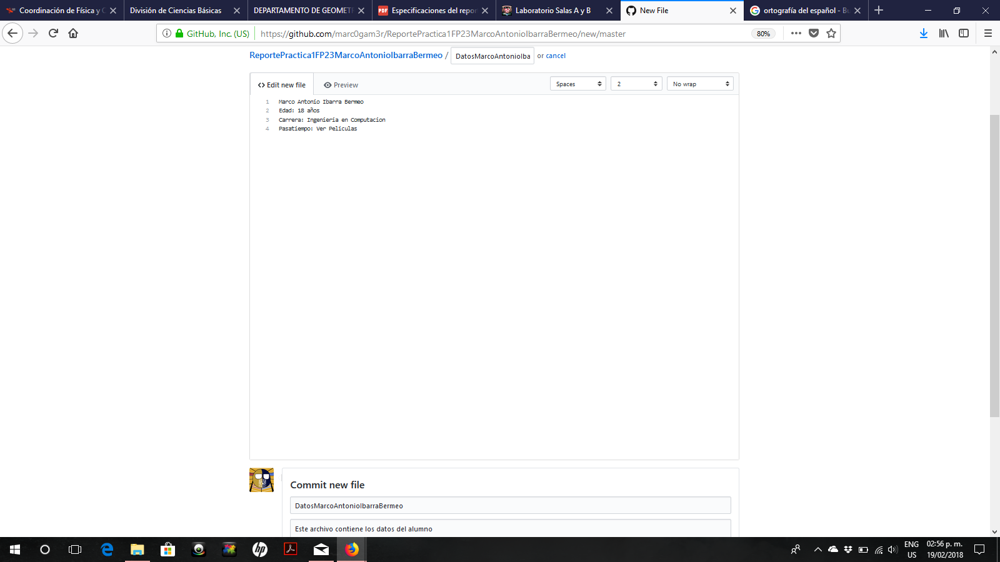 Coordinación de Física y C
División de Ciencias Básicas
DEPARTAMENTO DE GEOMET
PDF Especificaciones del repor
Laboratorio Salas A y B
New File
ortografía del español - Bu
GitHub, Inc. (US)
https://github.com/marc0gam3r/ReportePractica1FP23MarcoAntonioIbarraBermeo/new/master
80%
ReportePractica1FP23MarcoAntonioIbarraBermeo / DatosMarcoAntonioIba or cancel
Edit new file
Preview
Spaces
2
No wrap
1 Marco Antonio Ibarra Bermeo
2 Edad: 18 años
3 Carrera: Ingenieria en Computacion
4 Pasatiempo: Ver Peliculas
Commit new file
DatosMarcoAntonioIbarraBermeo
Este archivo contiene los datos del alumno
hp
ENG
US
02:56 p. m.
19/02/2018